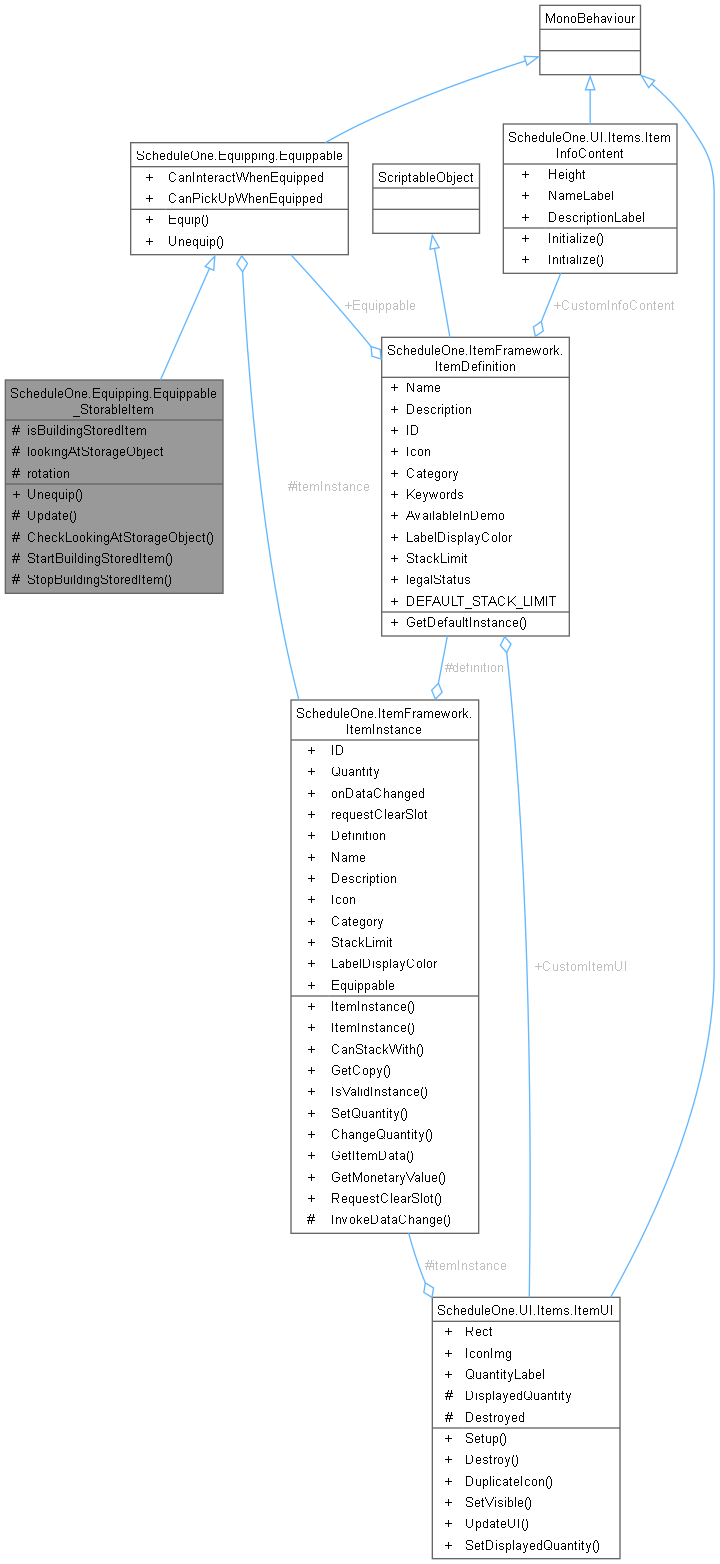 MonoBehaviour
ScheduleOne.Equipping.Equippable
+ CanInteractWhenEquipped
+ CanPickUpWhenEquipped
+ Equip()
+ Unequip()
ScriptableObject
ScheduleOne.UI.Items.Item
InfoContent
+ Height
+ NameLabel
+ DescriptionLabel
+ Initialize()
+ Initialize()
+Equippable
+CustomInfoContent
ScheduleOne.Equipping.Equippable
_StorableItem
# isBuildingStoredItem
# lookingAtStorageObject
# rotation
+ Unequip()
# Update()
# CheckLookingAtStorageObject()
# StartBuildingStoredItem()
# StopBuildingStoredItem()
#itemInstance
ScheduleOne.ItemFramework.
ItemDefinition
+ Name
+ Description
+ ID
+ Icon
+ Category
+ Keywords
+ AvailableInDemo
+ LabelDisplayColor
+ StackLimit
+ legalStatus
+ DEFAULT_STACK_LIMIT
+ GetDefaultInstance()
#definition
ScheduleOne.ItemFramework.
ItemInstance
+ ID
+ Quantity
+ onDataChanged
+ requestClearSlot
+ Definition
+ Name
+ Description
+ Icon
+ Category
+ StackLimit
+ LabelDisplayColor
+ Equippable
+ ItemInstance()
+ ItemInstance()
+ CanStackWith()
+ GetCopy()
+ IsValidInstance()
+ SetQuantity()
+ ChangeQuantity()
+ GetItemData()
+ GetMonetaryValue()
+ RequestClearSlot()
# InvokeDataChange()
+CustomItemUI
#itemInstance
ScheduleOne.UI.Items.ItemUI
+ Rect
+ IconImg
+ QuantityLabel
# DisplayedQuantity
# Destroyed
+ Setup()
+ Destroy()
+ DuplicateIcon()
+ SetVisible()
+ UpdateUI()
+ SetDisplayedQuantity()